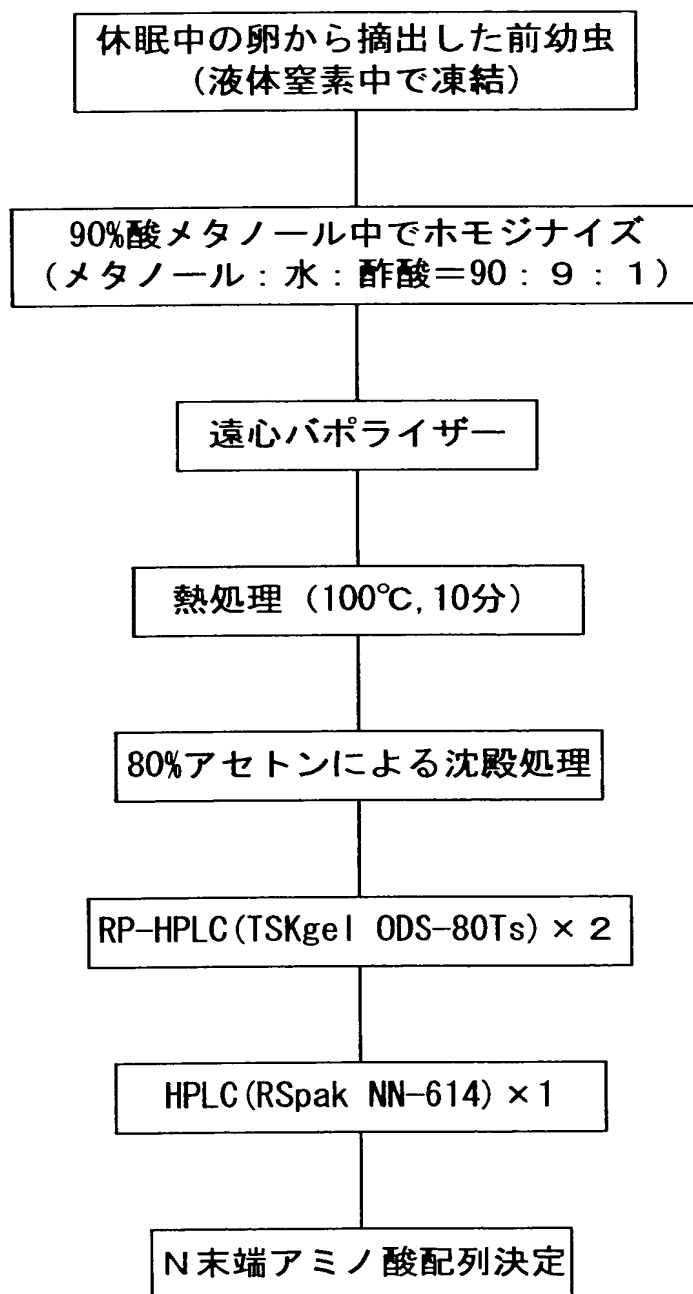 休眠中の卵から摘出した前幼虫
(液体窒素中で凍結)
90%酸メタノール中でホモジナイズ
(メタノール:水:酢酸=90:9:1)
遠心バポライザー
熱処理 (100℃, 10分)
80%アセトンによる沈殿処理
RP-HPLC(TSKgel ODS-80Ts)×2
HPLC(RSpak NN-614)×1
N末端アミノ酸配列決定